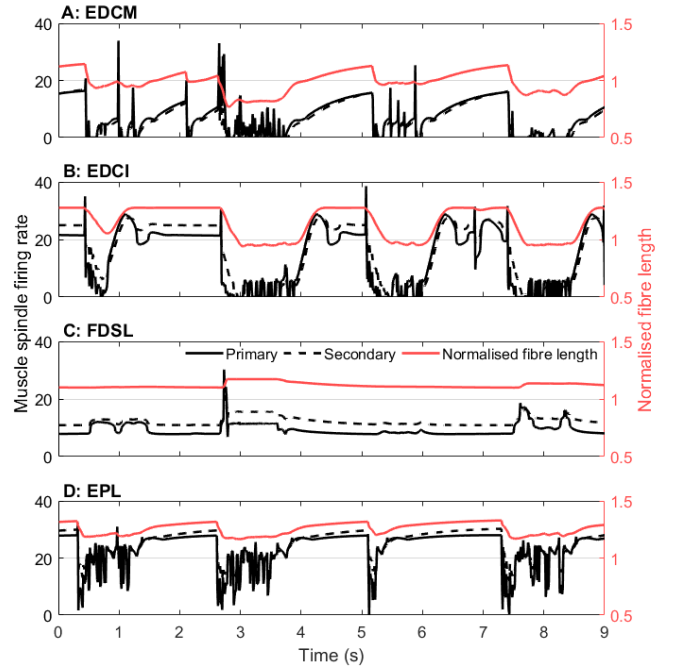 A: EDCM
40
20
0
1.5
1
0.5
B: EDCI
40
20
0
1.5
1
0.5
C: FDSL
40
20
0
Primary
Secondary
Normalised fibre length
1.5
1
0.5
D: EPL
40
20
0
1.5
1
0.5
0 1 2 3 4 5 6 7 8 9
Time (s)
Muscle spindle firing rate
Normalised fibre length